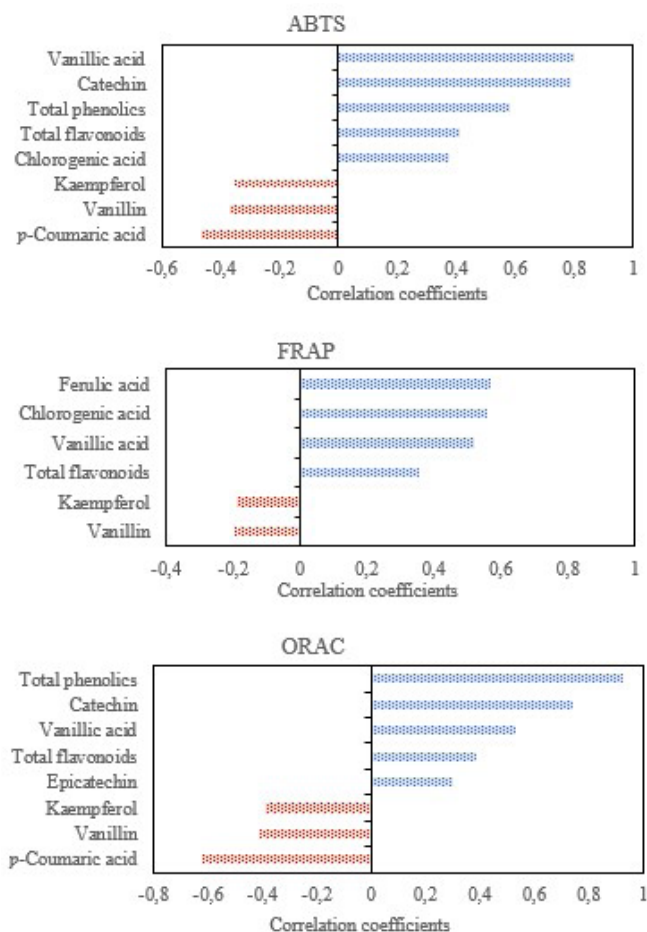 ABTS
Vanillic acid
Catechin
Total phenolics
Total flavonoids
Chlorogenic acid
Kaempferol
Vanillin
p-Coumaric acid
-0,6 -0,4 -0,2 0 0,2 0,4 0,6 0,8 1
Correlation coefficients
FRAP
Ferulic acid
Chlorogenic acid
Vanillic acid
Total flavonoids
Kaempferol
Vanillin
-0,4 -0,2 0 0,2 0,4 0,6 0,8 1
Correlation coefficients
ORAC
Total phenolics
Catechin
Vanillic acid
Total flavonoids
Epicatechin
Kaempferol
Vanillin
p-Coumaric acid
-0,8 -0,6 -0,4 -0,2 0 0,2 0,4 0,6 0,8 1
Correlation coefficients